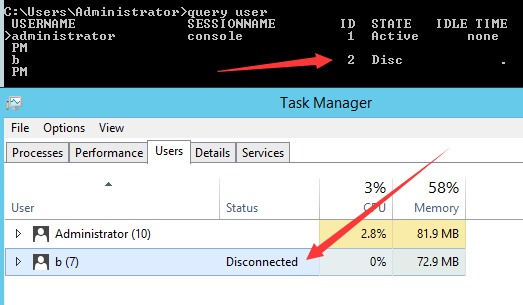 C:\Users\Administrator>query user
USERNAME SESSIONNAME ID STATE IDLE TIME
>administrator console 1 Active none
PM
b 2 Disc .
PM
Task Manager
File Options View
Processes Performance Users Details Services
3% 58%
User Status CPU Memory
Administrator (10) 2.8% 81.9 MB
b (7) Disconnected 0% 72.9 MB